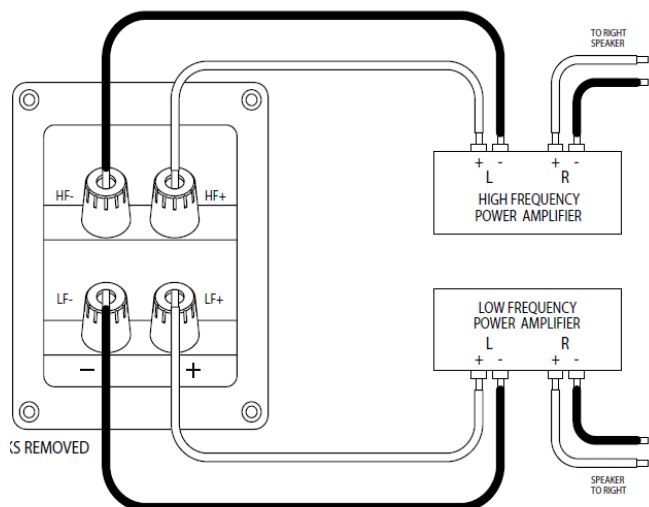 TO RIGHT
SPEAKER
HF-
HF+
+ - + -
L R
HIGH FREQUENCY
POWER AMPLIFIER
LF-
LF+
LOW FREQUENCY
POWER AMPLIFIER
L R
+ - + -
− +
KS REMOVED
SPEAKER
TO RIGHT